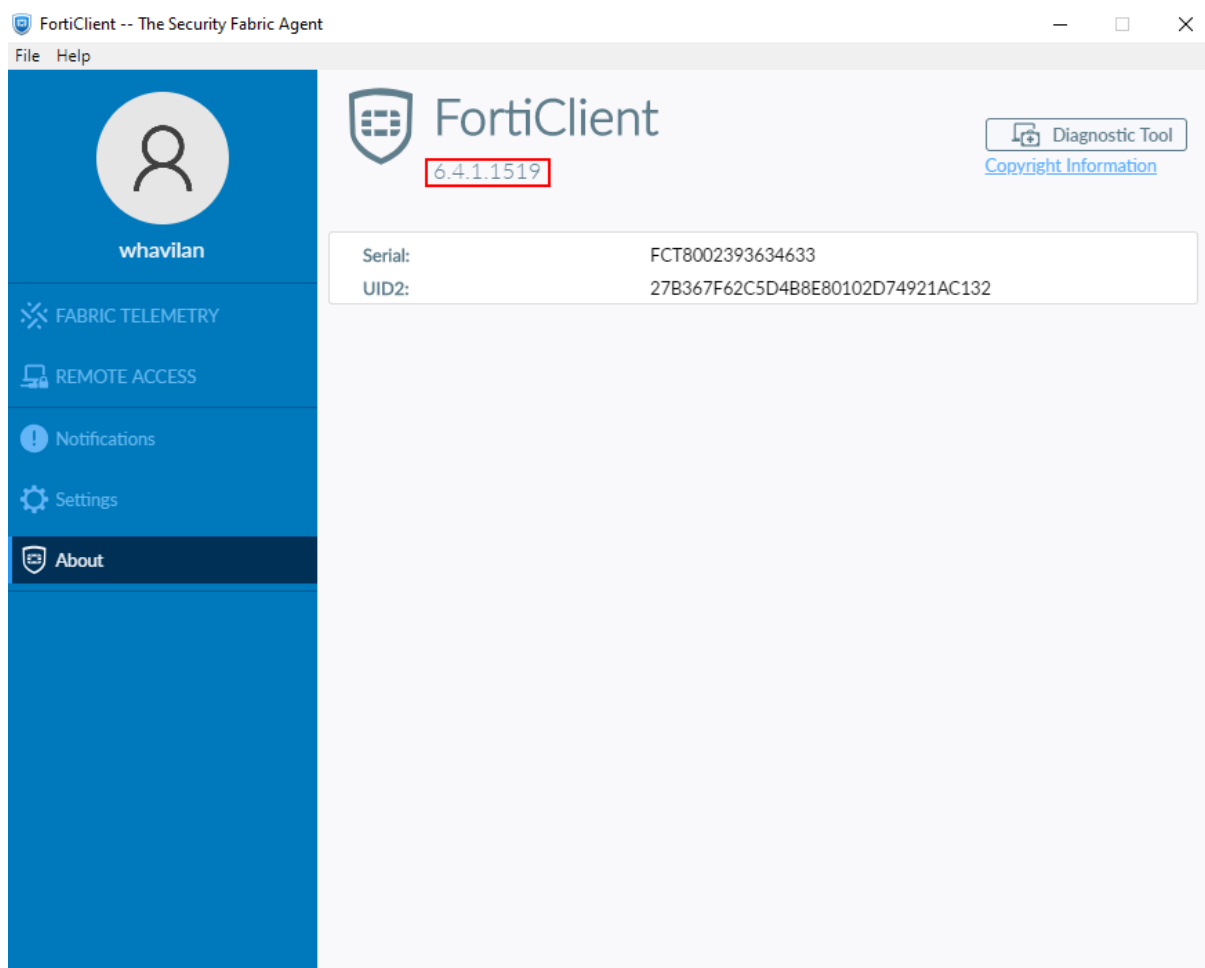 FortiClient -- The Security Fabric Agent
File Help
whavilan
FABRIC TELEMETRY
REMOTE ACCESS
Notifications
Settings
About
FortiClient
6.4.1.1519
Diagnostic Tool
Copyright Information
Serial: FCT8002393634633
UID2: 27B367F62C5D4B8E80102D74921AC132